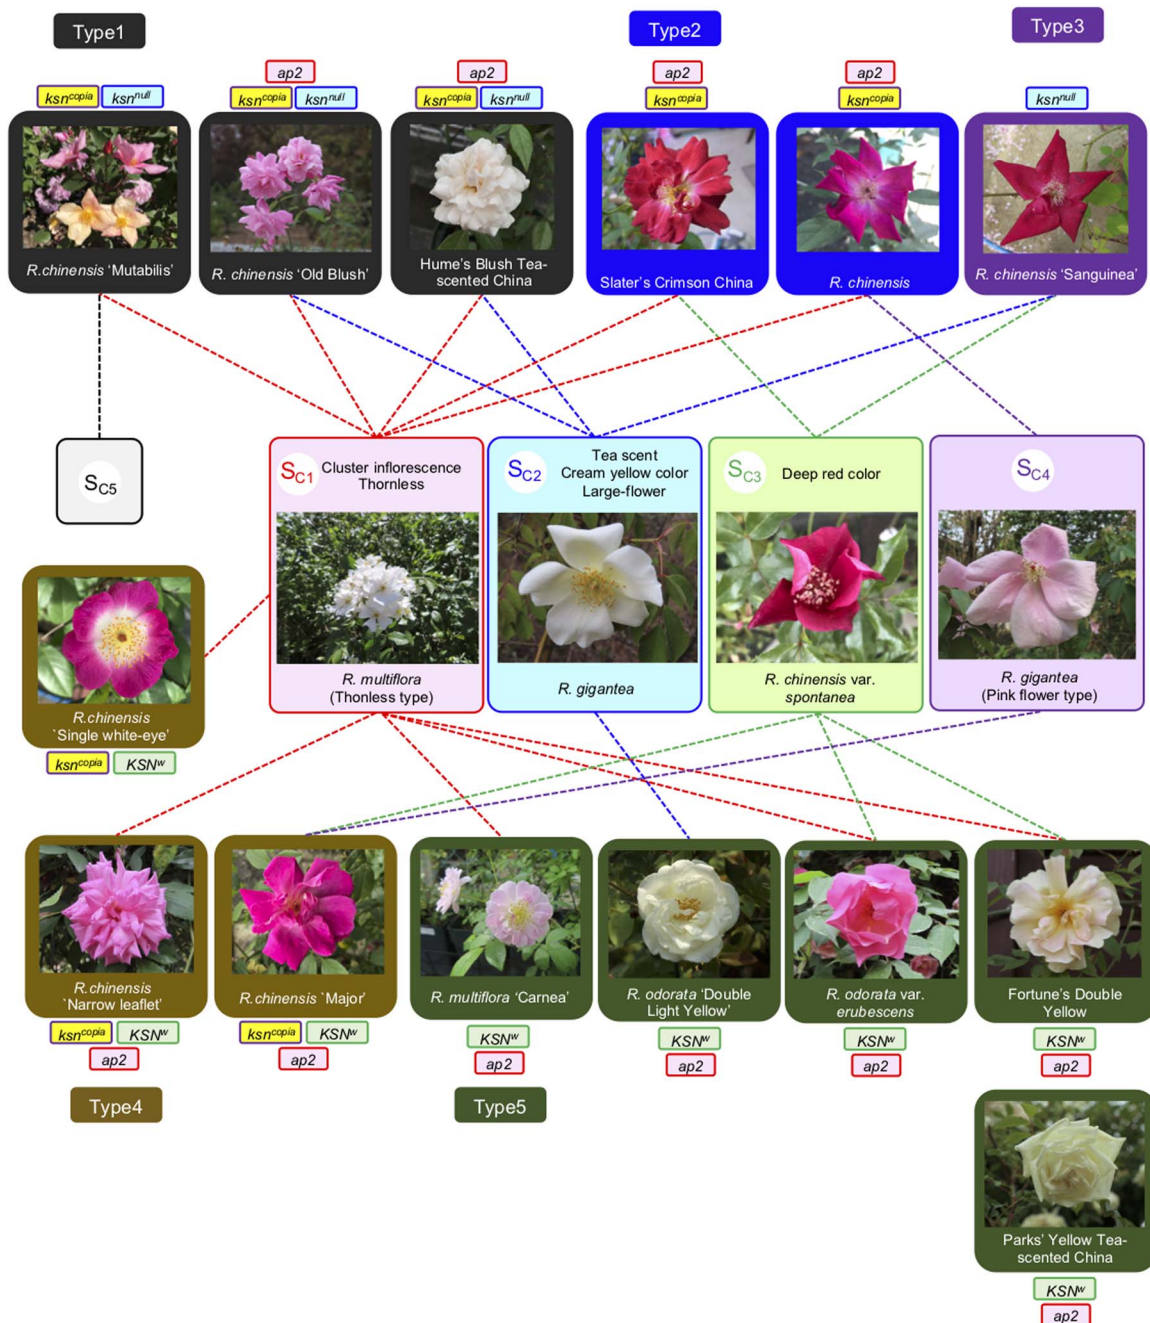 Type1
Type2
Type3
ap2
ap2
ap2
ap2
ksncopia
ksnnull
ksncopia
ksnnull
ksncopia
ksnnull
ksncopia
ksncopia
ksnnull
R.chinensis ‘Mutabilis’
R. chinensis ‘Old Blush’
Hume’s Blush Tea-
scented China
Slater’s Crimson China
R. chinensis
R. chinensis ‘Sanguinea’
SC5
SC1
Cluster inflorescence
Thornless
R. multiflora
(Thonless type)
SC2
Tea scent
Cream yellow color
Large-flower
R. gigantea
SC3
Deep red color
R. chinensis var.
spontanea
SC4
R. gigantea
(Pink flower type)
R.chinensis
`Single white-eye’
ksncopia
KSNw
R.chinensis
`Narrow leaflet’
ksncopia
KSNw
ap2
R.chinensis `Major’
ksncopia
KSNw
ap2
R. multiflora ‘Carnea’
KSNw
ap2
R. odorata ‘Double
Light Yellow’
KSNw
ap2
R. odorata var.
erubescens
KSNw
ap2
Fortune’s Double
Yellow
KSNw
ap2
Type4
Type5
Parks’ Yellow Tea-
scented China
KSNw
ap2